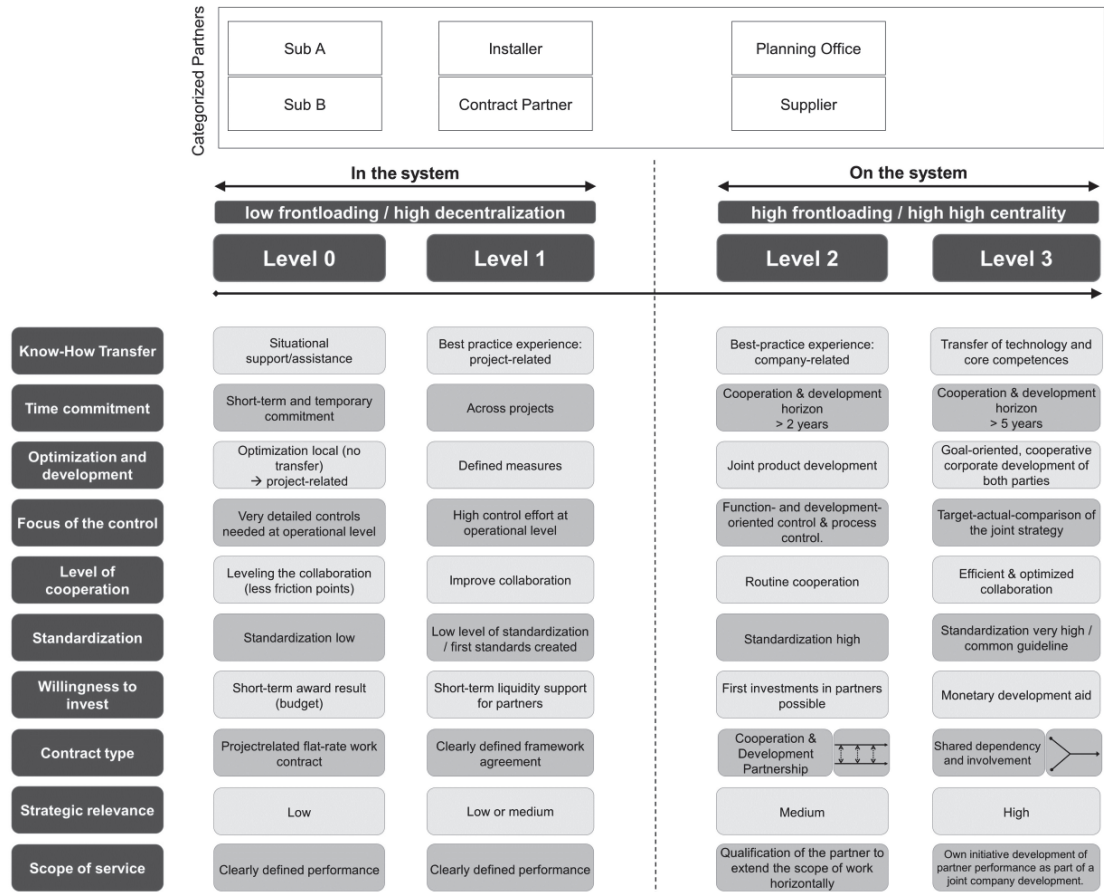 Categorized Partners
Sub A
Installer
Planning Office
Sub B
Contract Partner
Supplier
In the system
On the system
low frontloading / high decentralization
high frontloading / high high centrality
Level 0
Level 1
Level 2
Level 3
Know-How Transfer
Situational
support/assistance
Best practice experience:
project-related
Best-practice experience:
company-related
Transfer of technology and
core competences
Time commitment
Short-term and temporary
commitment
Across projects
Cooperation & development
horizon
> 2 years
Cooperation & development
horizon
> 5 years
Optimization and
development
Optimization local (no
transfer)
→ project-related
Defined measures
Joint product development
Goal-oriented, cooperative
corporate development of
both parties
Focus of the control
Very detailed controls
needed at operational level
High control effort at
operational level
Function- and development-
oriented control & process
control.
Target-actual-comparison of
the joint strategy
Level of
cooperation
Leveling the collaboration
(less friction points)
Improve collaboration
Routine cooperation
Efficient & optimized
collaboration
Standardization
Standardization low
Low level of standardization
/ first standards created
Standardization high
Standardization very high /
common guideline
Willingness to
invest
Short-term award result
(budget)
Short-term liquidity support
for partners
First investments in partners
possible
Monetary development aid
Contract type
Projectrelated flat-rate work
contract
Clearly defined framework
agreement
Cooperation &
Development
Partnership
Shared dependency
and involvement
Strategic relevance
Low
Low or medium
Medium
High
Scope of service
Clearly defined performance
Clearly defined performance
Qualification of the partner to
extend the scope of work
horizontally
Own initiative development of
partner performance as part of a
joint company development.